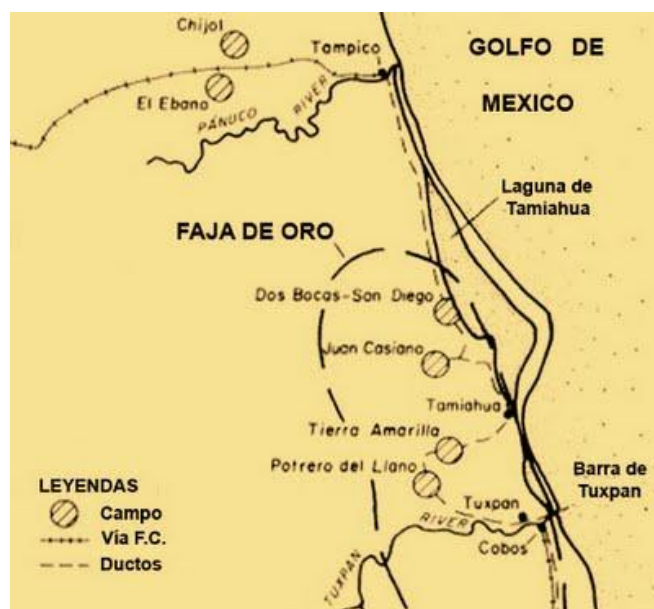 Chijol
Tampico
GOLFO DE
MEXICO
El Ebano
PÁNUCO RIVER
Laguna de
Tamiahua
FAJA DE ORO
Dos Bocas-San Diego
Juan Casiano
Tamiahua
Tierra Amarilla
Potrero del Llano
Barra de
Tuxpan
Tuxpan
TUXPAN RIVER
Cobos
LEYENDAS
Campo
Vía F.C.
Ductos